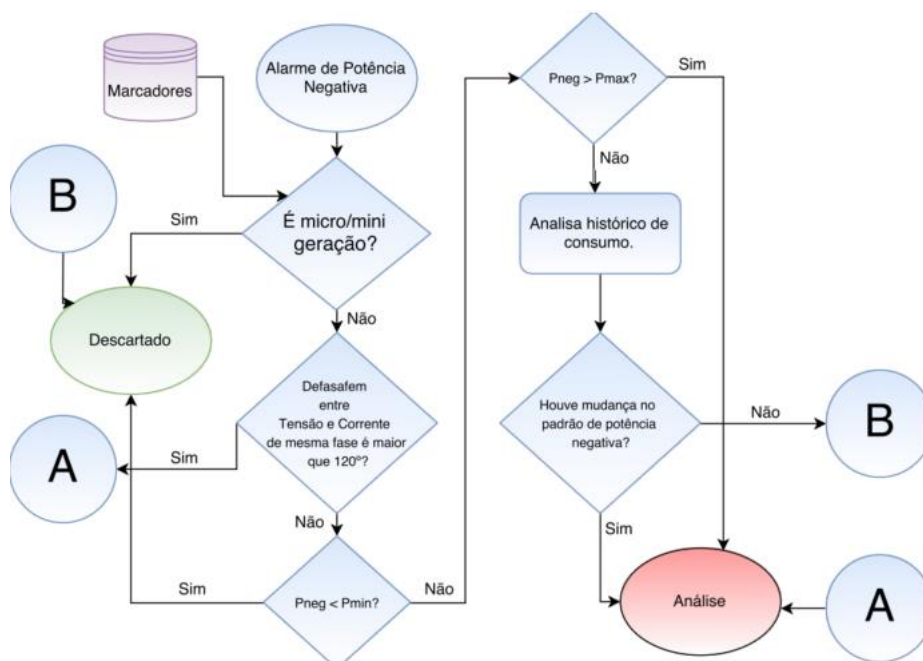 Marcadores
Alarme de Potência
Negativa
B
É micro/mini
geração?
Sim
Descartado
Não
Defasafem
entre
Tensão e Corrente
de mesma fase é maior
que 120º?
Sim
A
Não
Pneg < Pmin?
Sim
Não
Pneg > Pmax?
Sim
Não
Analisa histórico de
consumo.
Houve mudança no
padrão de potência
negativa?
Não
B
Sim
Análise
A